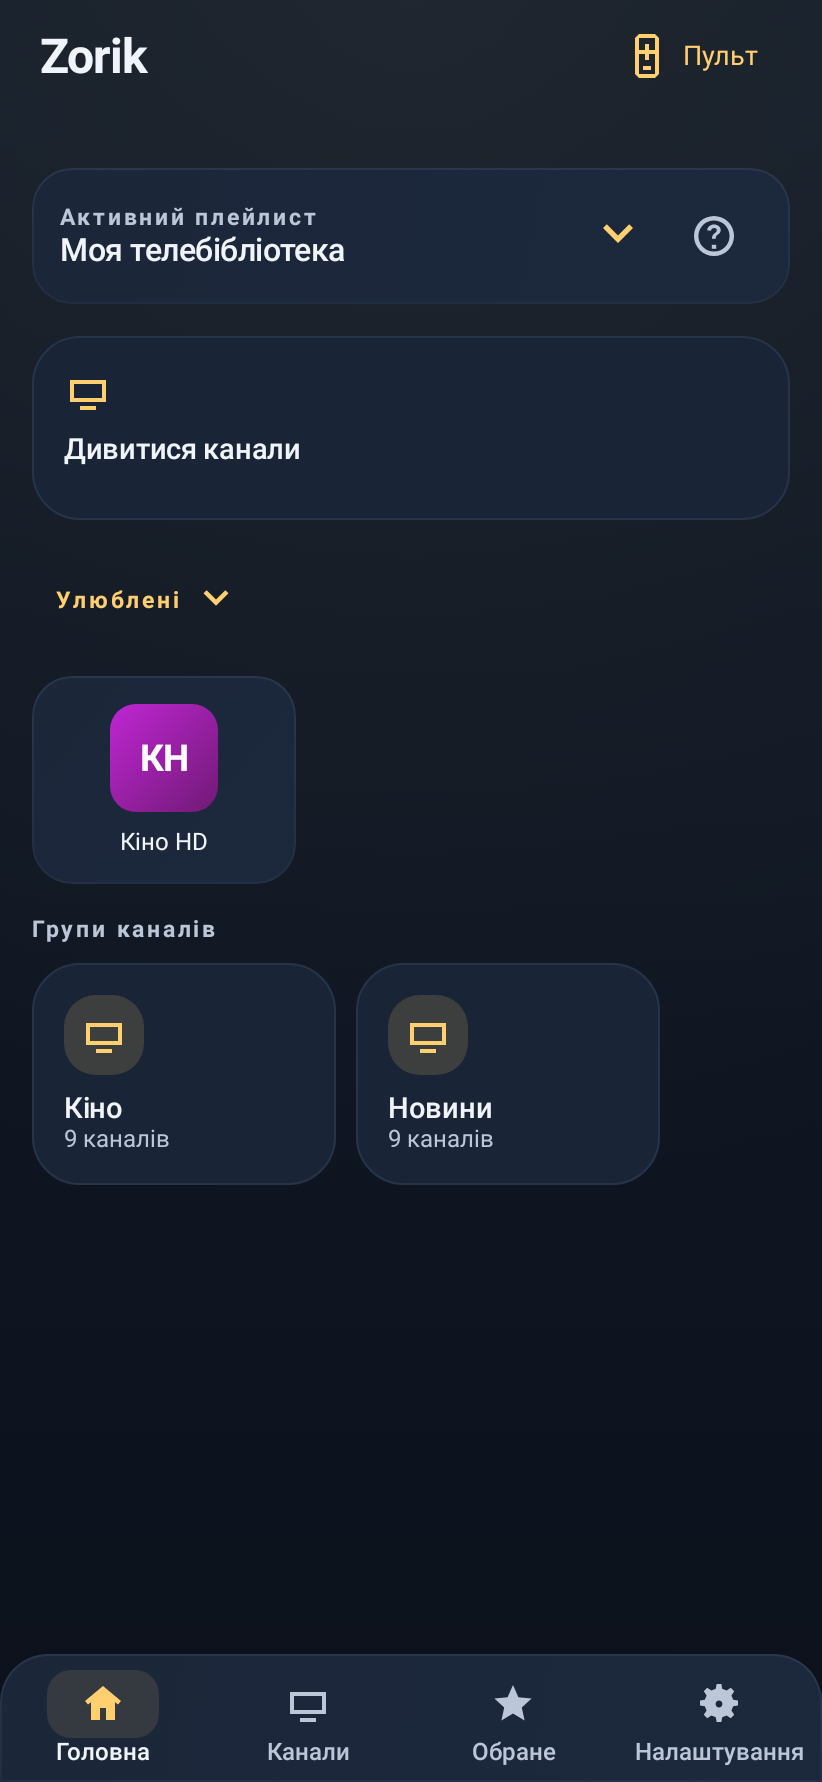 Zorik
Пульт
Активний плейлист
Моя телебібліотека
Дивитися канали
Улюблені
КН
Кіно HD
Групи каналів
Кіно
9 каналів
Новини
9 каналів
Головна
Канали
Обране
Налаштування